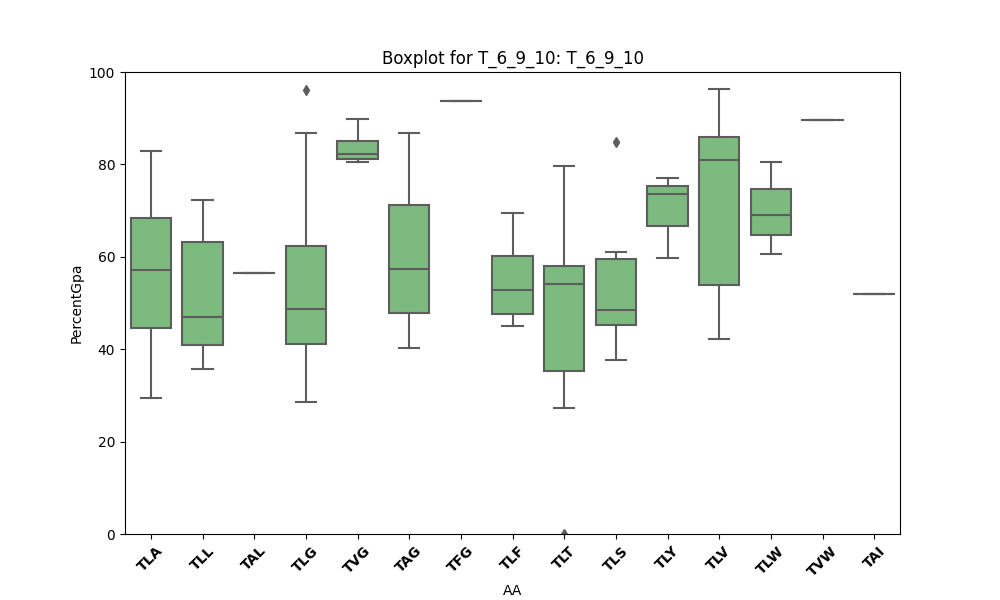 Boxplot for T_6_9_10: T_6_9_10
100
80
60
40
20
0
PercentGpa
TLA TLL TAL TLG TVG TAG TFG TLF TLT TLS TLY TLV TLW TVW TAI
AA